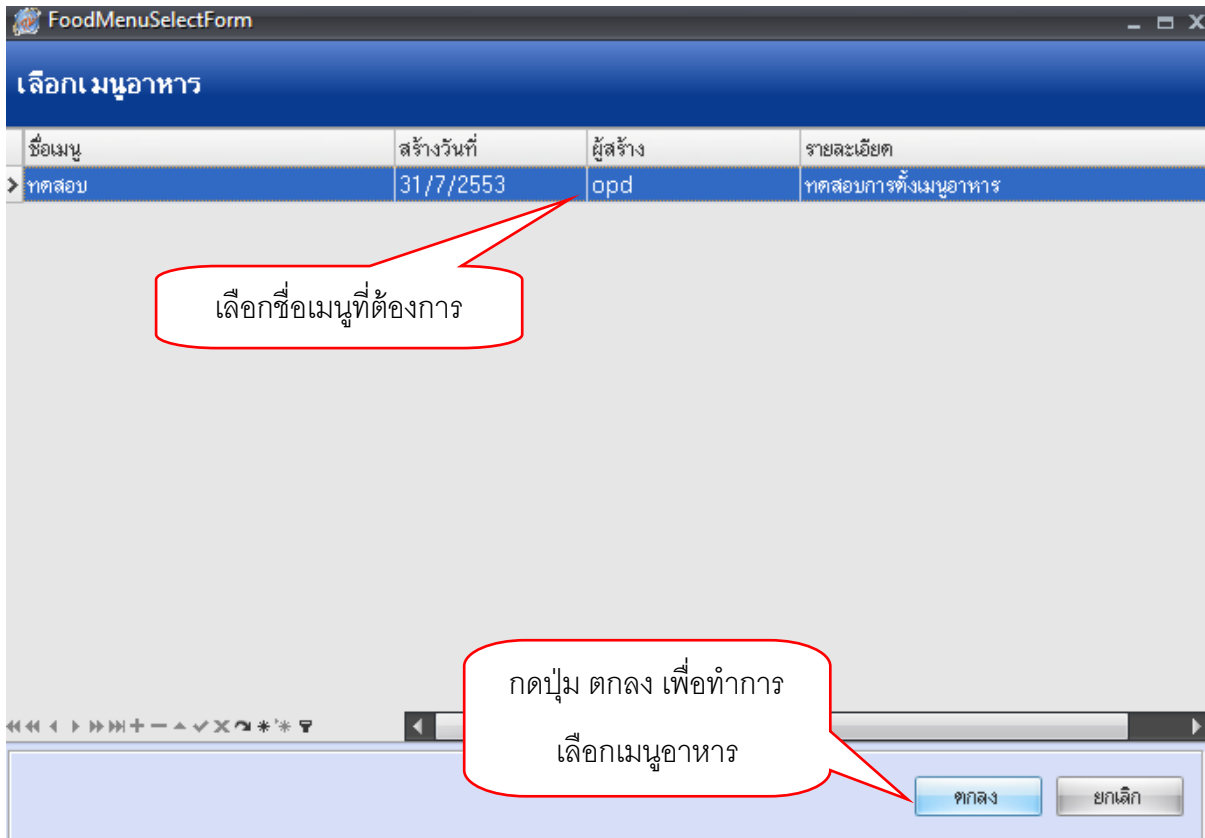 FoodMenuSelectForm
เลือกเมนูอาหาร
ชื่อเมนู สร้างวันที่ ผู้สร้าง รายละเอียด
ทดสอบ 31/7/2553 opd ทดสอบการตั้งเมนูอาหาร
เลือกชื่อเมนูที่ต้องการ
กดปุ่ม ตกลง เพื่อทำการ
เลือกเมนูอาหาร
ตกลง ยกเลิก